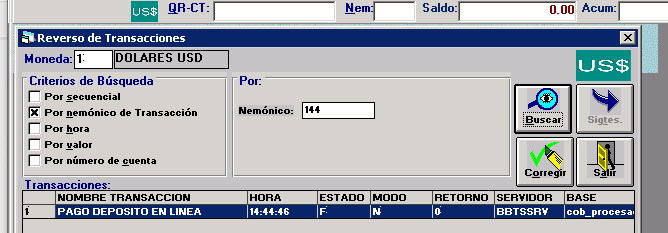 US$ QR-CT: Nem: Saldo: 0.00 Acum:
Reverso de Transacciones
Moneda: 1 DOLARES USD
US$
Criterios de Búsqueda
Por secuencial
Por nemónico de Transacción
Por hora
Por valor
Por número de cuenta
Por:
Nemónico: 144
Buscar
Sigtes.
Corregir
Salir
Transacciones:
NOMBRE TRANSACCION HORA ESTADO MODO RETORNO SERVIDOR BASE
1 PAGO DEPOSITO EN LINEA 14:44:46 F N 0 BBTSSRV cob_procesa